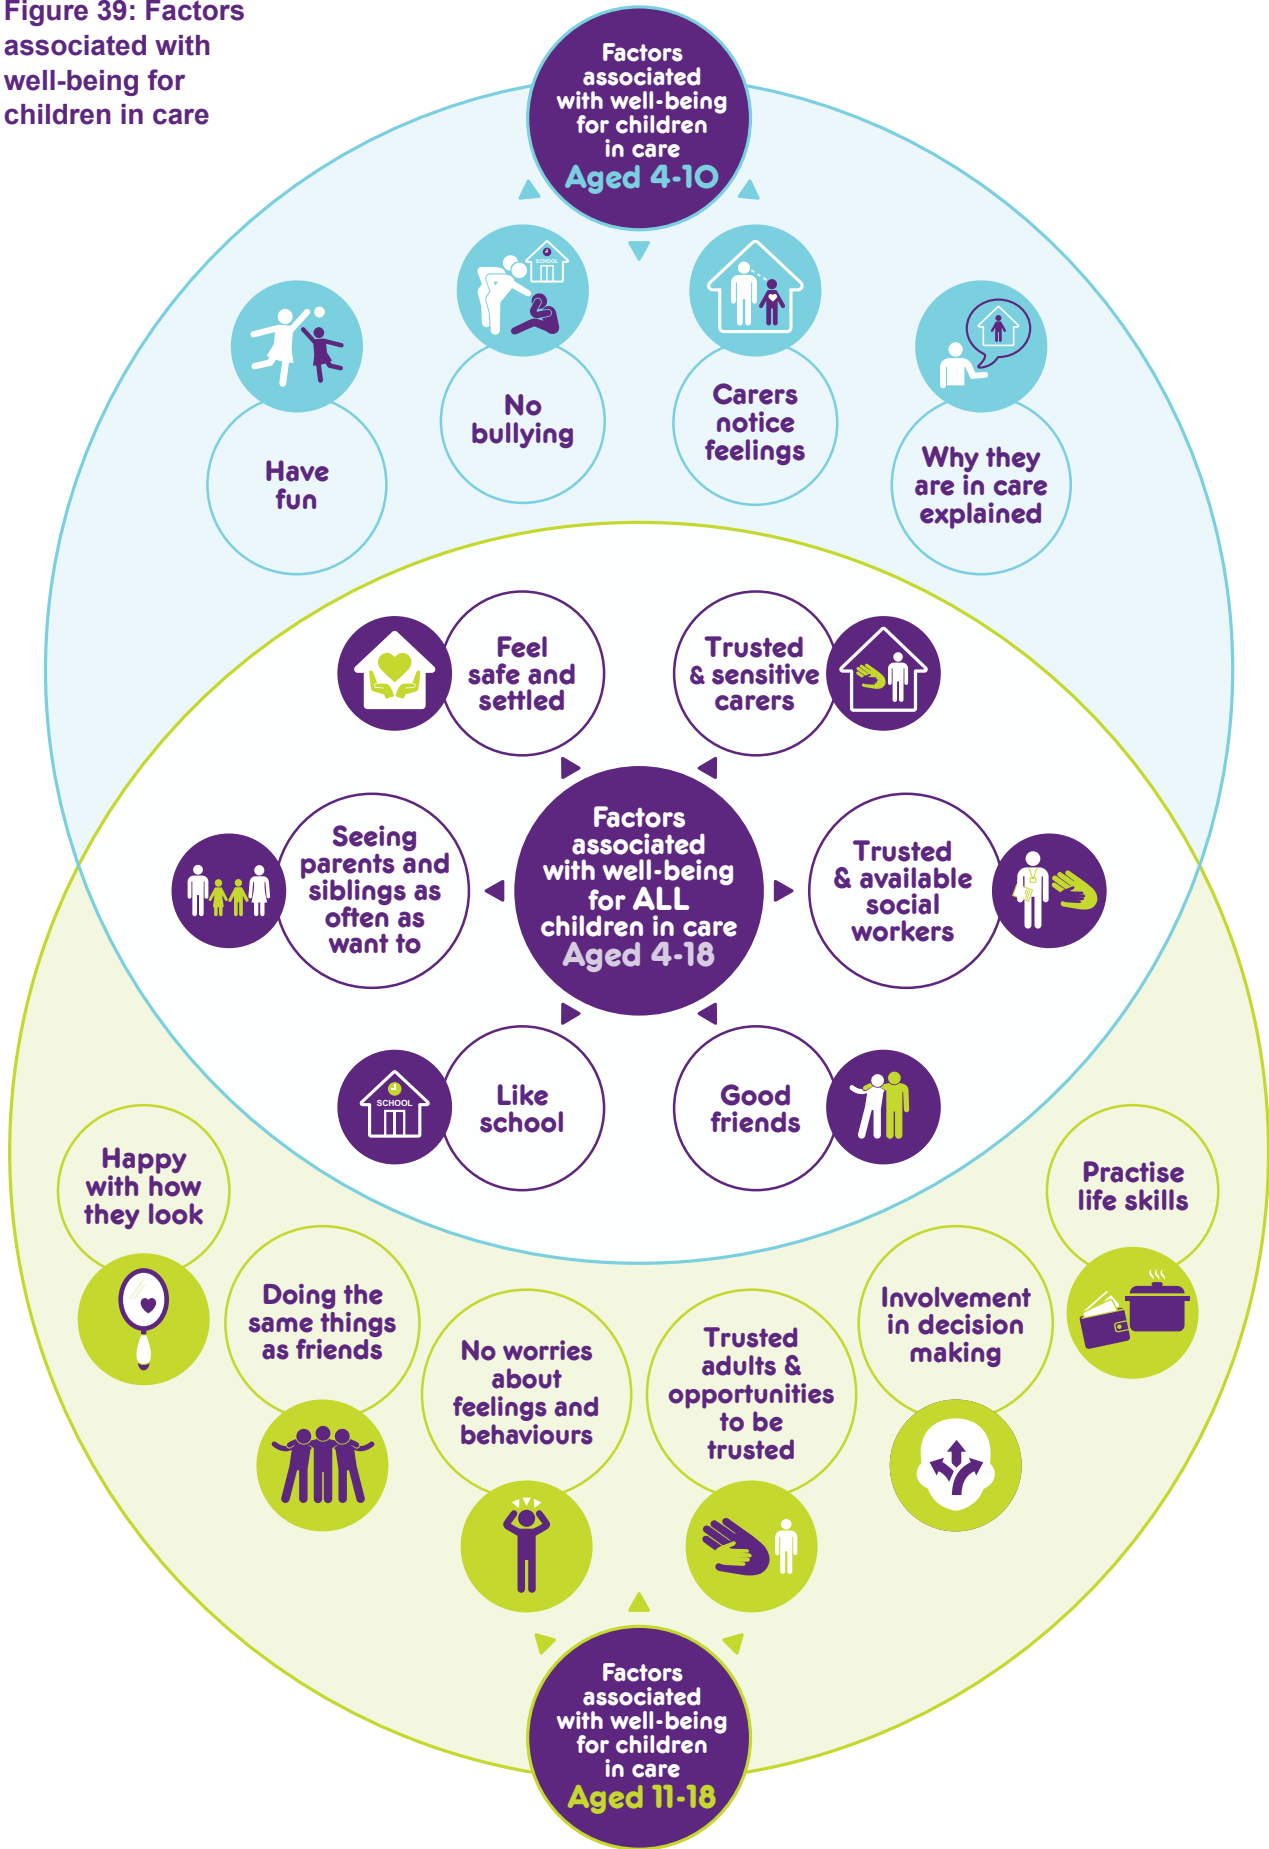 Figure 39: Factors
associated with
well-being for
children in care
Factors
associated
with well-being
for children
in care
Aged 4-10
SCHOOL
Have
fun
No
bullying
Carers
notice
feelings
Why they
are in care
explained
Feel
safe and
settled
Trusted
& sensitive
carers
Seeing
parents and
siblings as
often as
want to
Factors
associated
with well-being
for ALL
children in care
Aged 4-18
Trusted
& available
social
workers
SCHOOL
Like
school
Good
friends
Happy
with how
they look
Doing the
same things
as friends
No worries
about
feelings and
behaviours
Trusted
adults &
opportunities
to be
trusted
Involvement
in decision
making
Practise
life skills
Factors
associated
with well-being
for children
in care
Aged 11-18